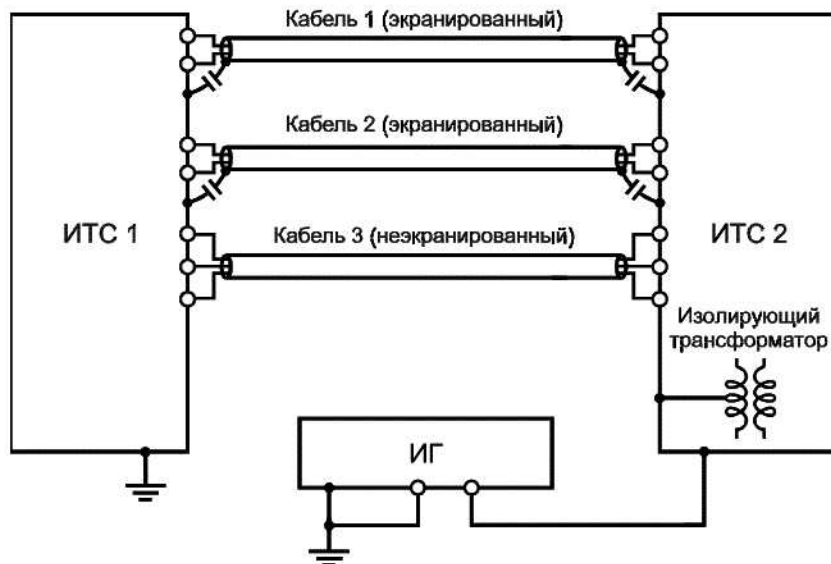 Кабель 1 (экранированный)
Кабель 2 (экранированный)
ИТС 1
Кабель 3 (неэкранированный)
ИТС 2
Изолирующий
трансформатор
ИГ